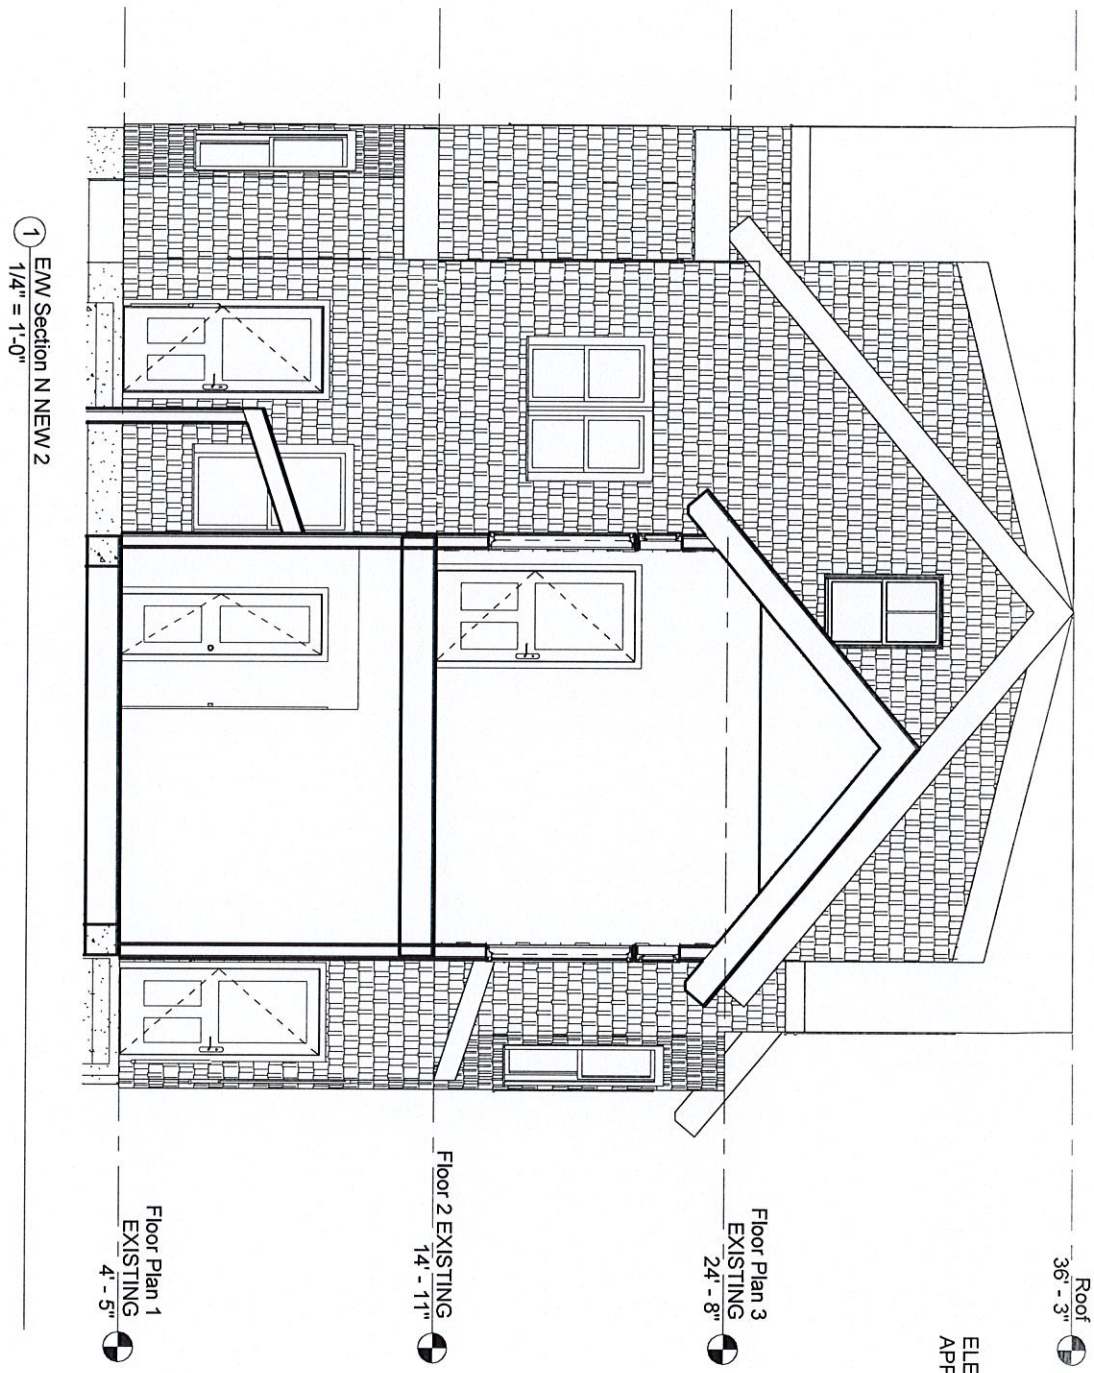 Roof
36' - 3"
ELE
APP
Floor Plan 3
EXISTING
24' - 8"
Floor 2 EXISTING
14' - 11"
Floor Plan 1
EXISTING
4' - 5"
1
E/W Section N NEW 2
1/4" = 1'-0"